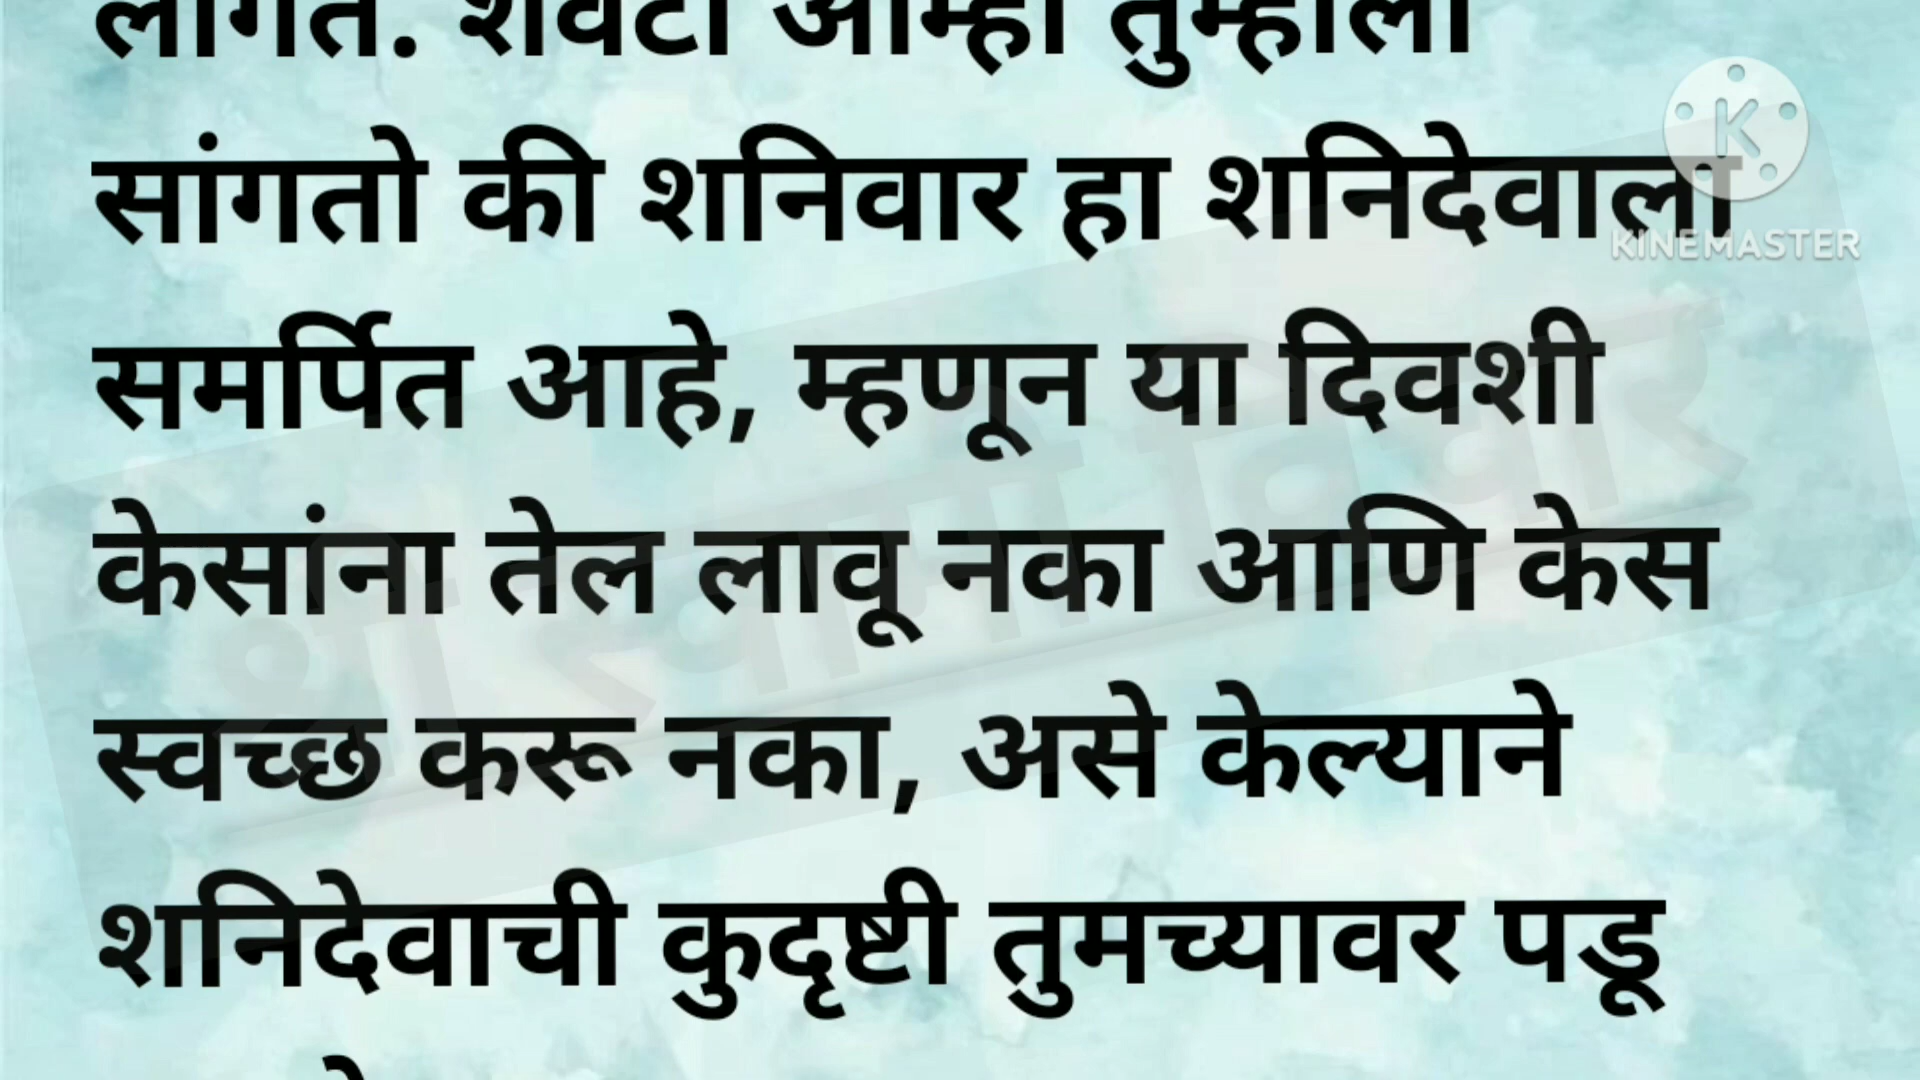 लागते. शेवटी आम्ही तुम्हाला
सांगतो की शनिवार हा शनिदेवाला
KINEMASTER
समर्पित आहे, म्हणून या दिवशी
केसांना तेल लावू नका आणि केस
स्वच्छ करू नका, असे केल्याने
शनिदेवाची कुदृष्टी तुमच्यावर पडू
श्री स्वामी विचार